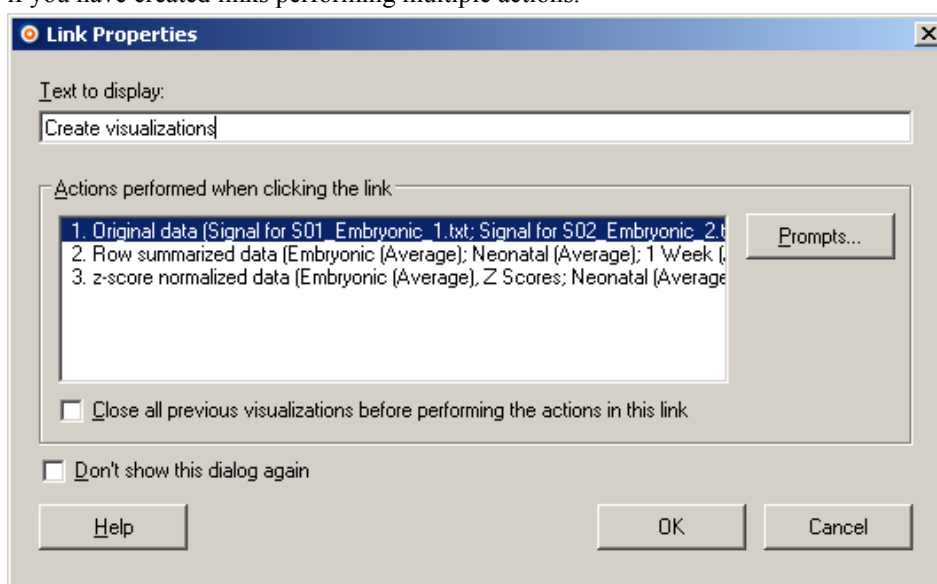 if you have created links performing multiple actions.
Link Properties
Text to display:
Create visualizations
Actions performed when clicking the link
1. Original data (Signal for S01_Embryonic_1.txt; Signal for S02_Embryonic_2.t
Prompts...
2. Row summarized data (Embryonic (Average); Neonatal (Average); 1 Week (
3. z-score normalized data (Embryonic (Average), Z Scores; Neonatal (Average
Close all previous visualizations before performing the actions in this link
Don't show this dialog again
Help
OK
Cancel